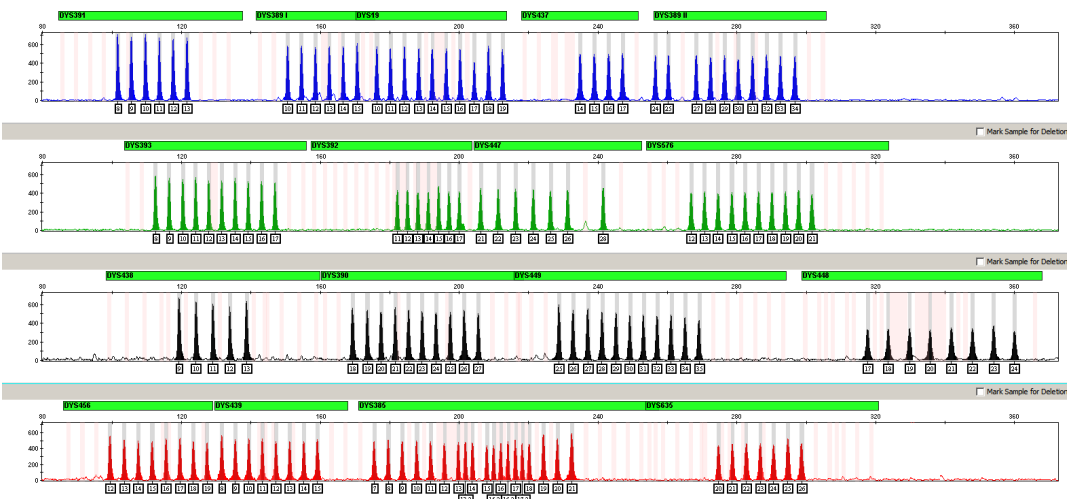 DYS391 DYS389 I DYS19 DYS437 DYS389 II
80 120 160 200 240 280 320 360
600
400
200
0
8 9 10 11 12 13 10 11 12 13 14 15 10 11 12 13 14 15 16 17 18 19 14 15 16 17 24 25 27 28 29 30 31 32 33 34
Mark Sample for Deletion
DYS393 DYS392 DYS447 DYS576
80 120 160 200 240 280 320 360
600
400
200
0
8 9 10 11 12 13 14 15 16 17 11 12 13 14 15 16 17 21 22 23 24 25 26 28 12 13 14 15 16 17 18 19 20 21
Mark Sample for Deletion
DYS438 DYS390 DYS449 DYS448
80 120 160 200 240 280 320 360
600
400
200
0
9 10 11 12 13 18 19 20 21 22 23 24 25 26 27 25 26 27 28 29 30 31 32 33 34 35 17 18 19 20 21 22 23 24
Mark Sample for Deletion
DYS456 DYS439 DYS385 DYS635
80 120 160 200 240 280 320 360
600
400
200
0
12 13 14 15 16 17 18 19 8 9 10 11 12 13 14 15 7 8 9 10 11 12 13 14 16 17 18 19 20 21 20 21 22 23 24 25 26